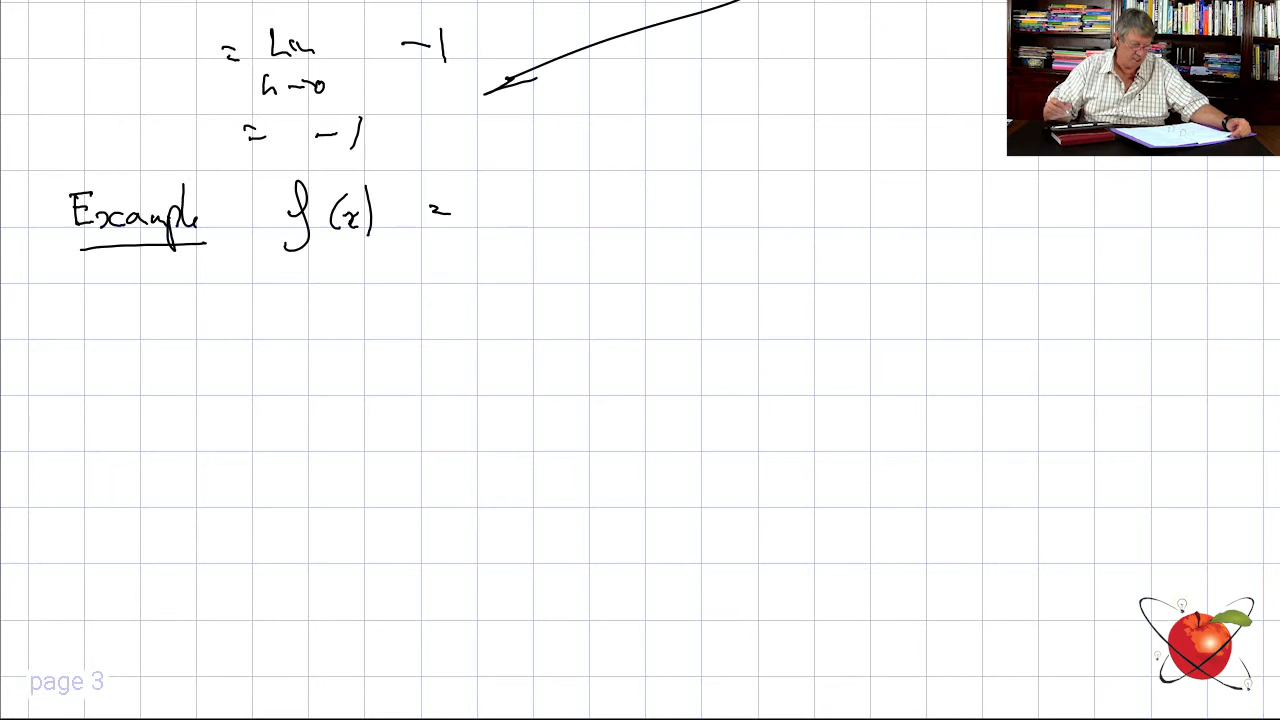 = Lim -1
h→0
= -1
Example f(x) =
page 3